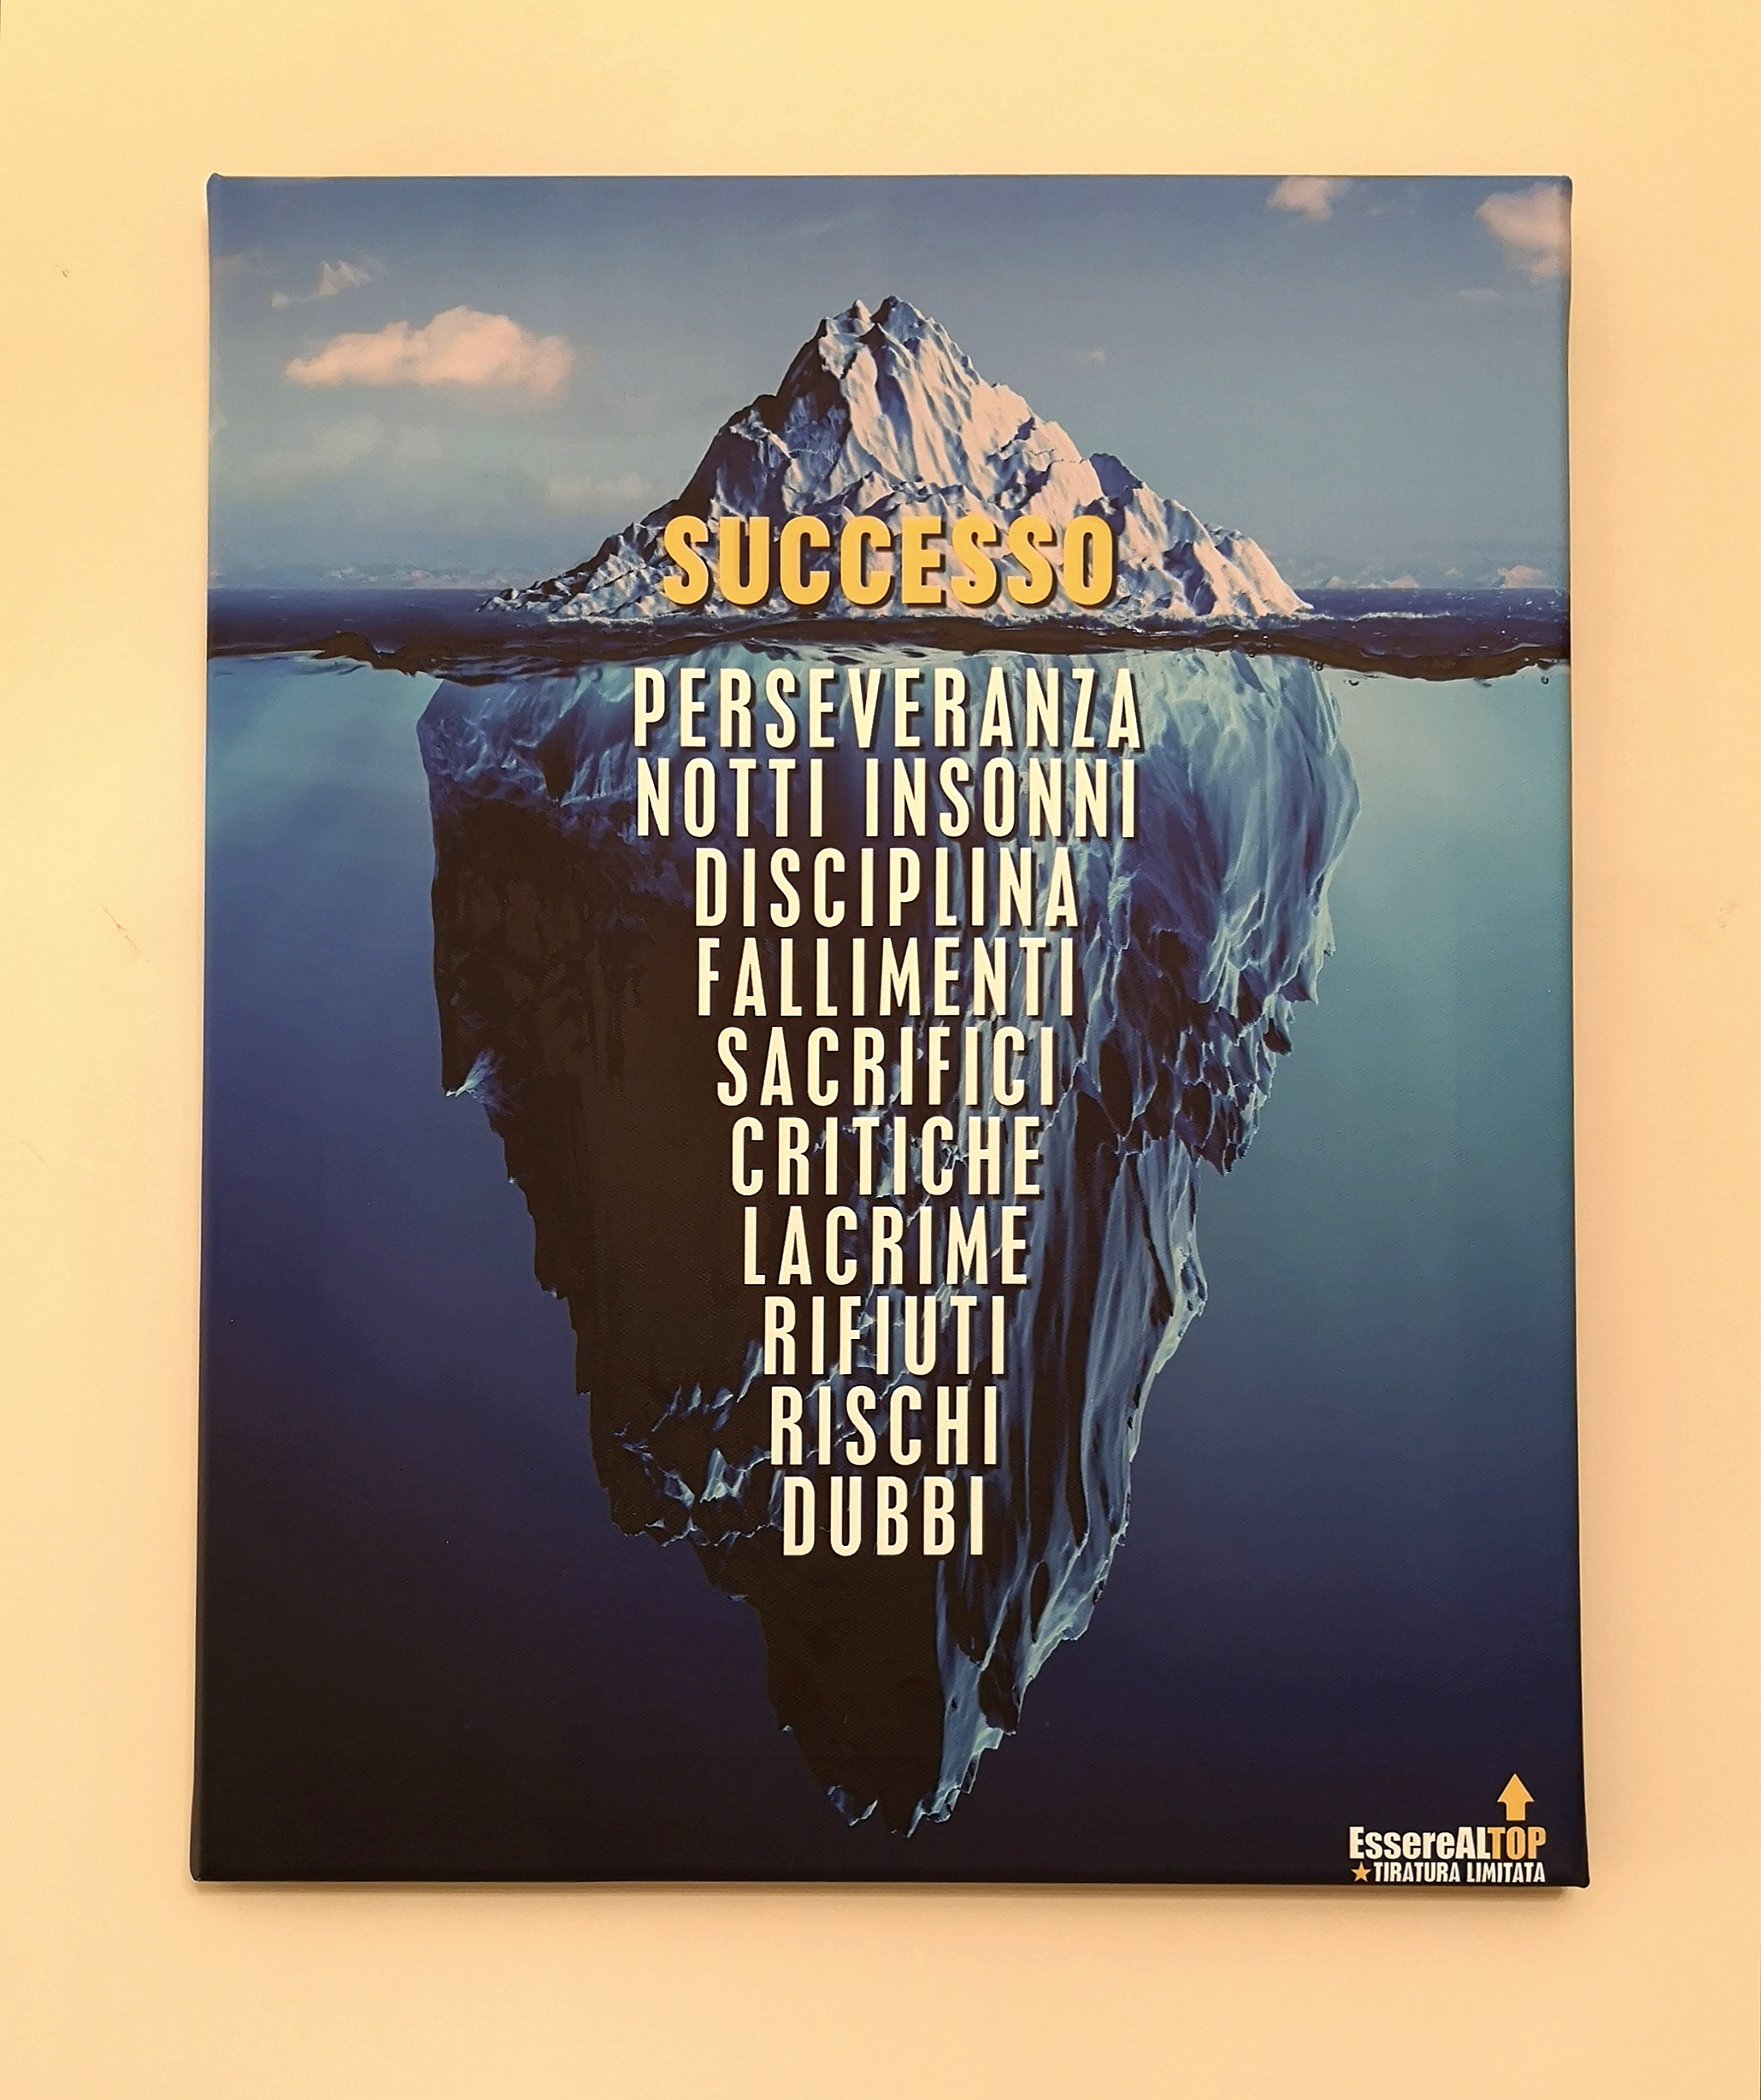 SUCCESSO
PERSEVERANZA
NOTTI INSONNI
DISCIPLINA
FALLIMENTI
SACRIFICI
CRITICHE
LACRIME
RIFIUTI
RISCHI
DUBBI
EssereALTOP
TIRATURA LIMITATA